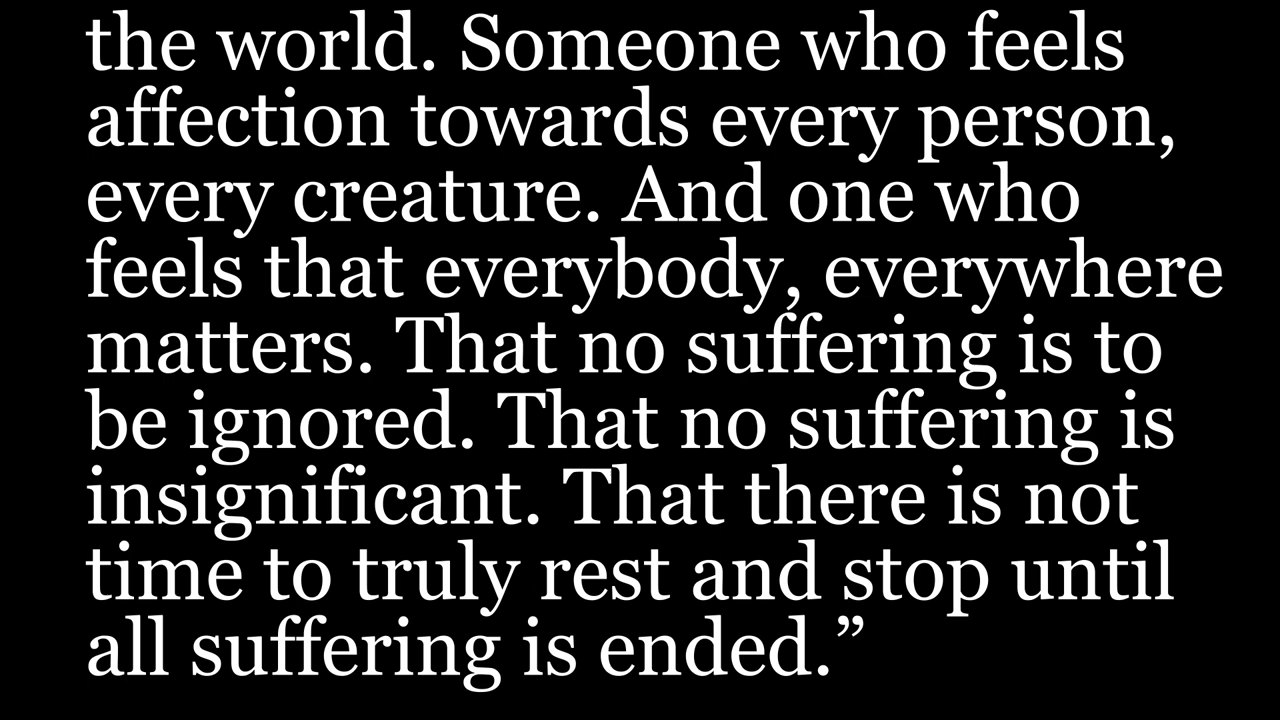 the world. Someone who feels
affection towards every person,
every creature. And one who
feels that everybody, everywhere
matters. That no suffering is to
be ignored. That no suffering is
insignificant. That there is not
time to truly rest and stop until
all suffering is ended.”